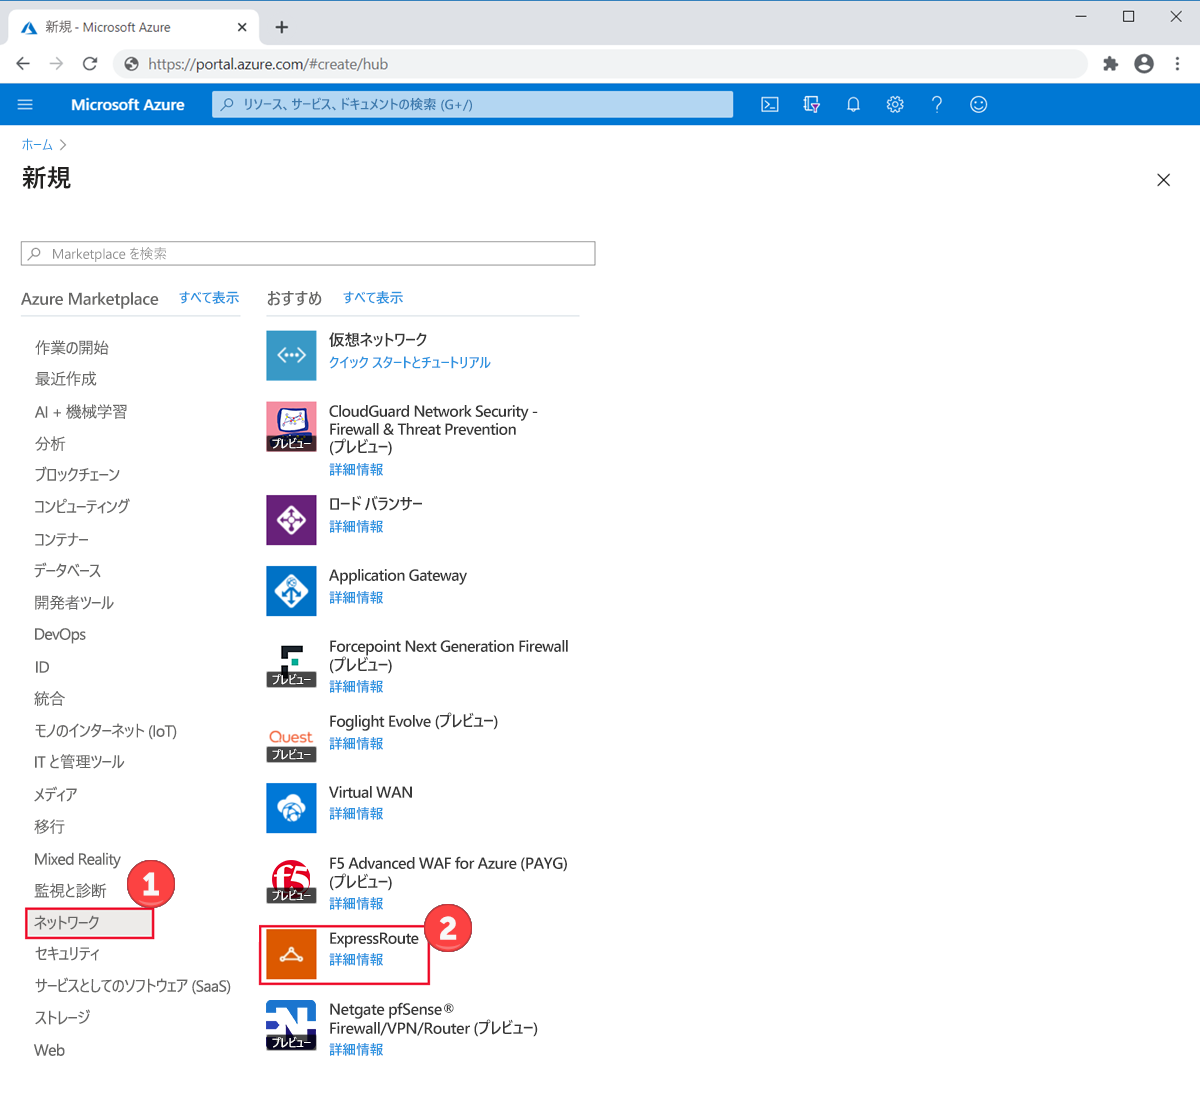 新規 - Microsoft Azure
https://portal.azure.com/#create/hub
Microsoft Azure
リソース、サービス、ドキュメントの検索 (G+/)
ホーム
新規
Marketplace を検索
Azure Marketplace
すべて表示
おすすめ
すべて表示
作業の開始
最近作成
AI + 機械学習
分析
ブロックチェーン
コンピューティング
コンテナー
データベース
開発者ツール
DevOps
ID
統合
モノのインターネット (IoT)
IT と管理ツール
メディア
移行
Mixed Reality
監視と診断
1
ネットワーク
セキュリティ
サービスとしてのソフトウェア (SaaS)
ストレージ
Web
仮想ネットワーク
クイック スタートとチュートリアル
プレビュー
CloudGuard Network Security -
Firewall & Threat Prevention
(プレビュー)
詳細情報
ロード バランサー
詳細情報
Application Gateway
詳細情報
プレビュー
Forcepoint Next Generation Firewall
(プレビュー)
詳細情報
Quest
プレビュー
Foglight Evolve (プレビュー)
詳細情報
Virtual WAN
詳細情報
f5
プレビュー
F5 Advanced WAF for Azure (PAYG)
(プレビュー)
詳細情報
2
ExpressRoute
詳細情報
プレビュー
Netgate pfSense®
Firewall/VPN/Router (プレビュー)
詳細情報